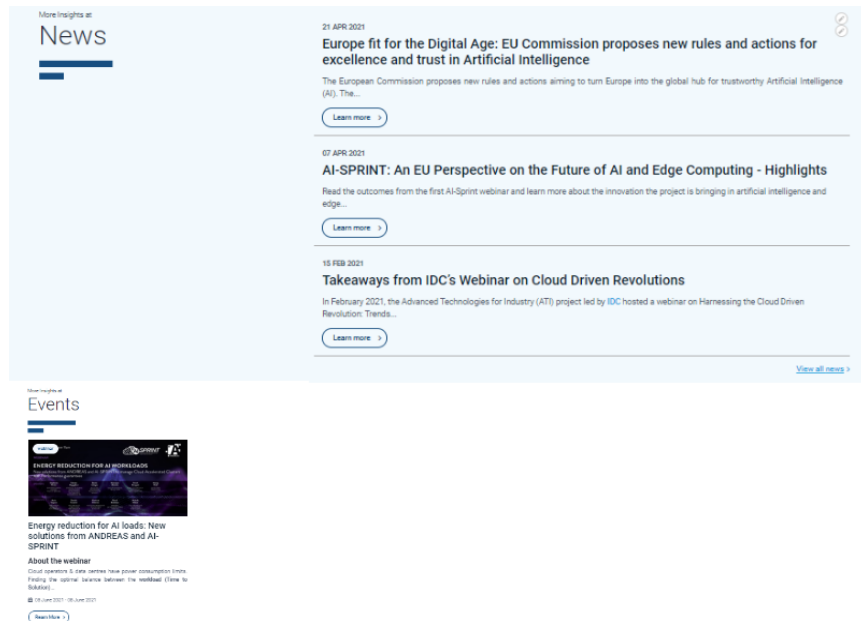 More Insights at
News
21 APR 2021
Europe fit for the Digital Age: EU Commission proposes new rules and actions for
excellence and trust in Artificial Intelligence
The European Commission proposes new rules and actions aiming to turn Europe into the global hub for trustworthy Artificial Intelligence
(AI). The...
Learn more >
07 APR 2021
AI-SPRINT: An EU Perspective on the Future of AI and Edge Computing - Highlights
Read the outcomes from the first AI-Sprint webinar and learn more about the innovation the project is bringing in artificial intelligence and
edge...
Learn more >
15 FEB 2021
Takeaways from IDC's Webinar on Cloud Driven Revolutions
In February 2021, the Advanced Technologies for Industry (ATI) project led by IDC hosted a webinar on Harnessing the Cloud Driven
Revolution: Trends...
Learn more >
View all news >
More Insights at
Events
webinar
SPRINT
ENERGY REDUCTION FOR AI WORKLOADS
Energy reduction for AI loads: New
solutions from ANDREAS and AI-
SPRINT
About the webinar
Cloud operators & data centres have power consumption limits.
Finding the optimal balance between the workload (Time to
Solution)...
08 June 2021 - 08 June 2021
Read More >